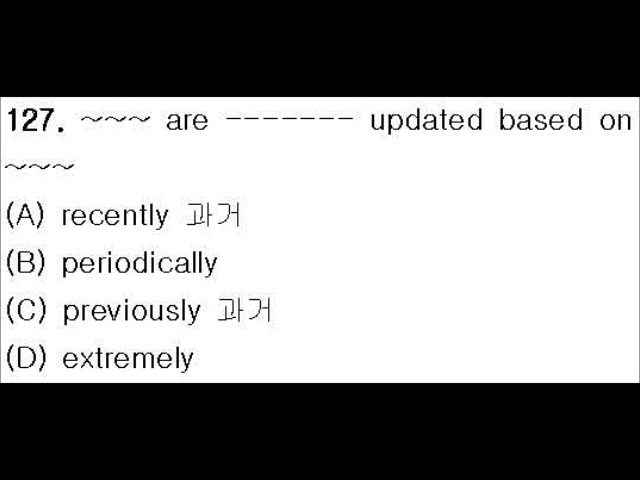 127. ~~~ are ------- updated based on
~~~
(A) recently 과거
(B) periodically
(C) previously 과거
(D) extremely